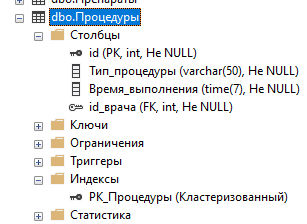 dbo.Препараты
dbo.Процедуры
Столбцы
id (PK, int, Не NULL)
Тип_процедуры (varchar(50), Не NULL)
Время_выполнения (time(7), Не NULL)
id_врача (FK, int, Не NULL)
Ключи
Ограничения
Триггеры
Индексы
PK_Процедуры (Кластеризованный)
Статистика